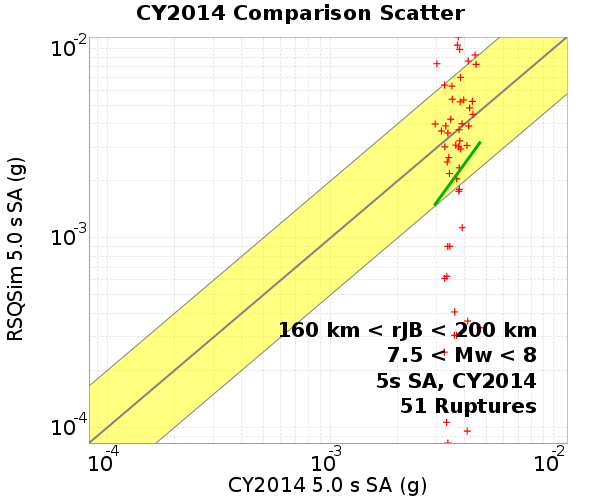 CY2014 Comparison Scatter
RSQSim 5.0 s SA (g)
10-2
10-3
10-4
160 km < rJB < 200 km
7.5 < Mw < 8
5s SA, CY2014
51 Ruptures
10-4 10-3 10-2
CY2014 5.0 s SA (g)